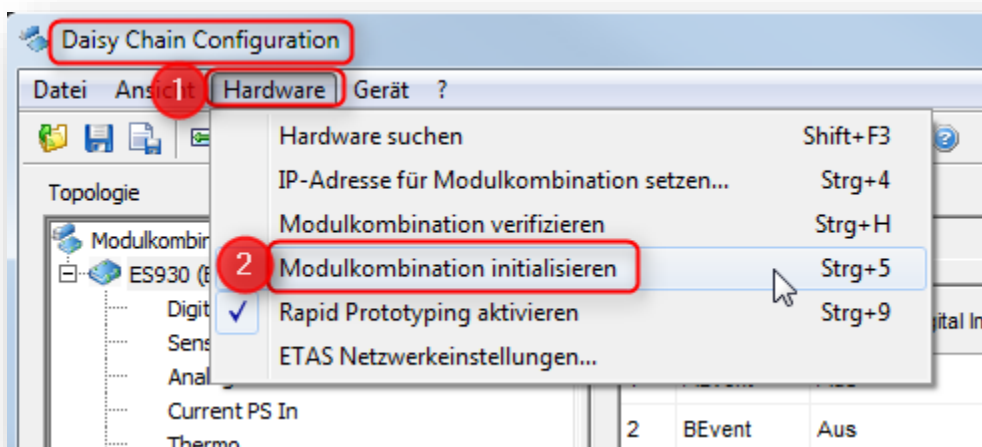 Daisy Chain Configuration
Datei Hardware Gerät ?
1
Hardware suchen Shift+F3
IP-Adresse für Modulkombination setzen... Strg+4
Topologie
Modulkombination verifizieren Strg+H
2
Modulkombination initialisieren Strg+5
ES930
Rapid Prototyping aktivieren Strg+9
ETAS Netzwerkeinstellungen...
Current PS In
2 BEvent Aus
Thermo